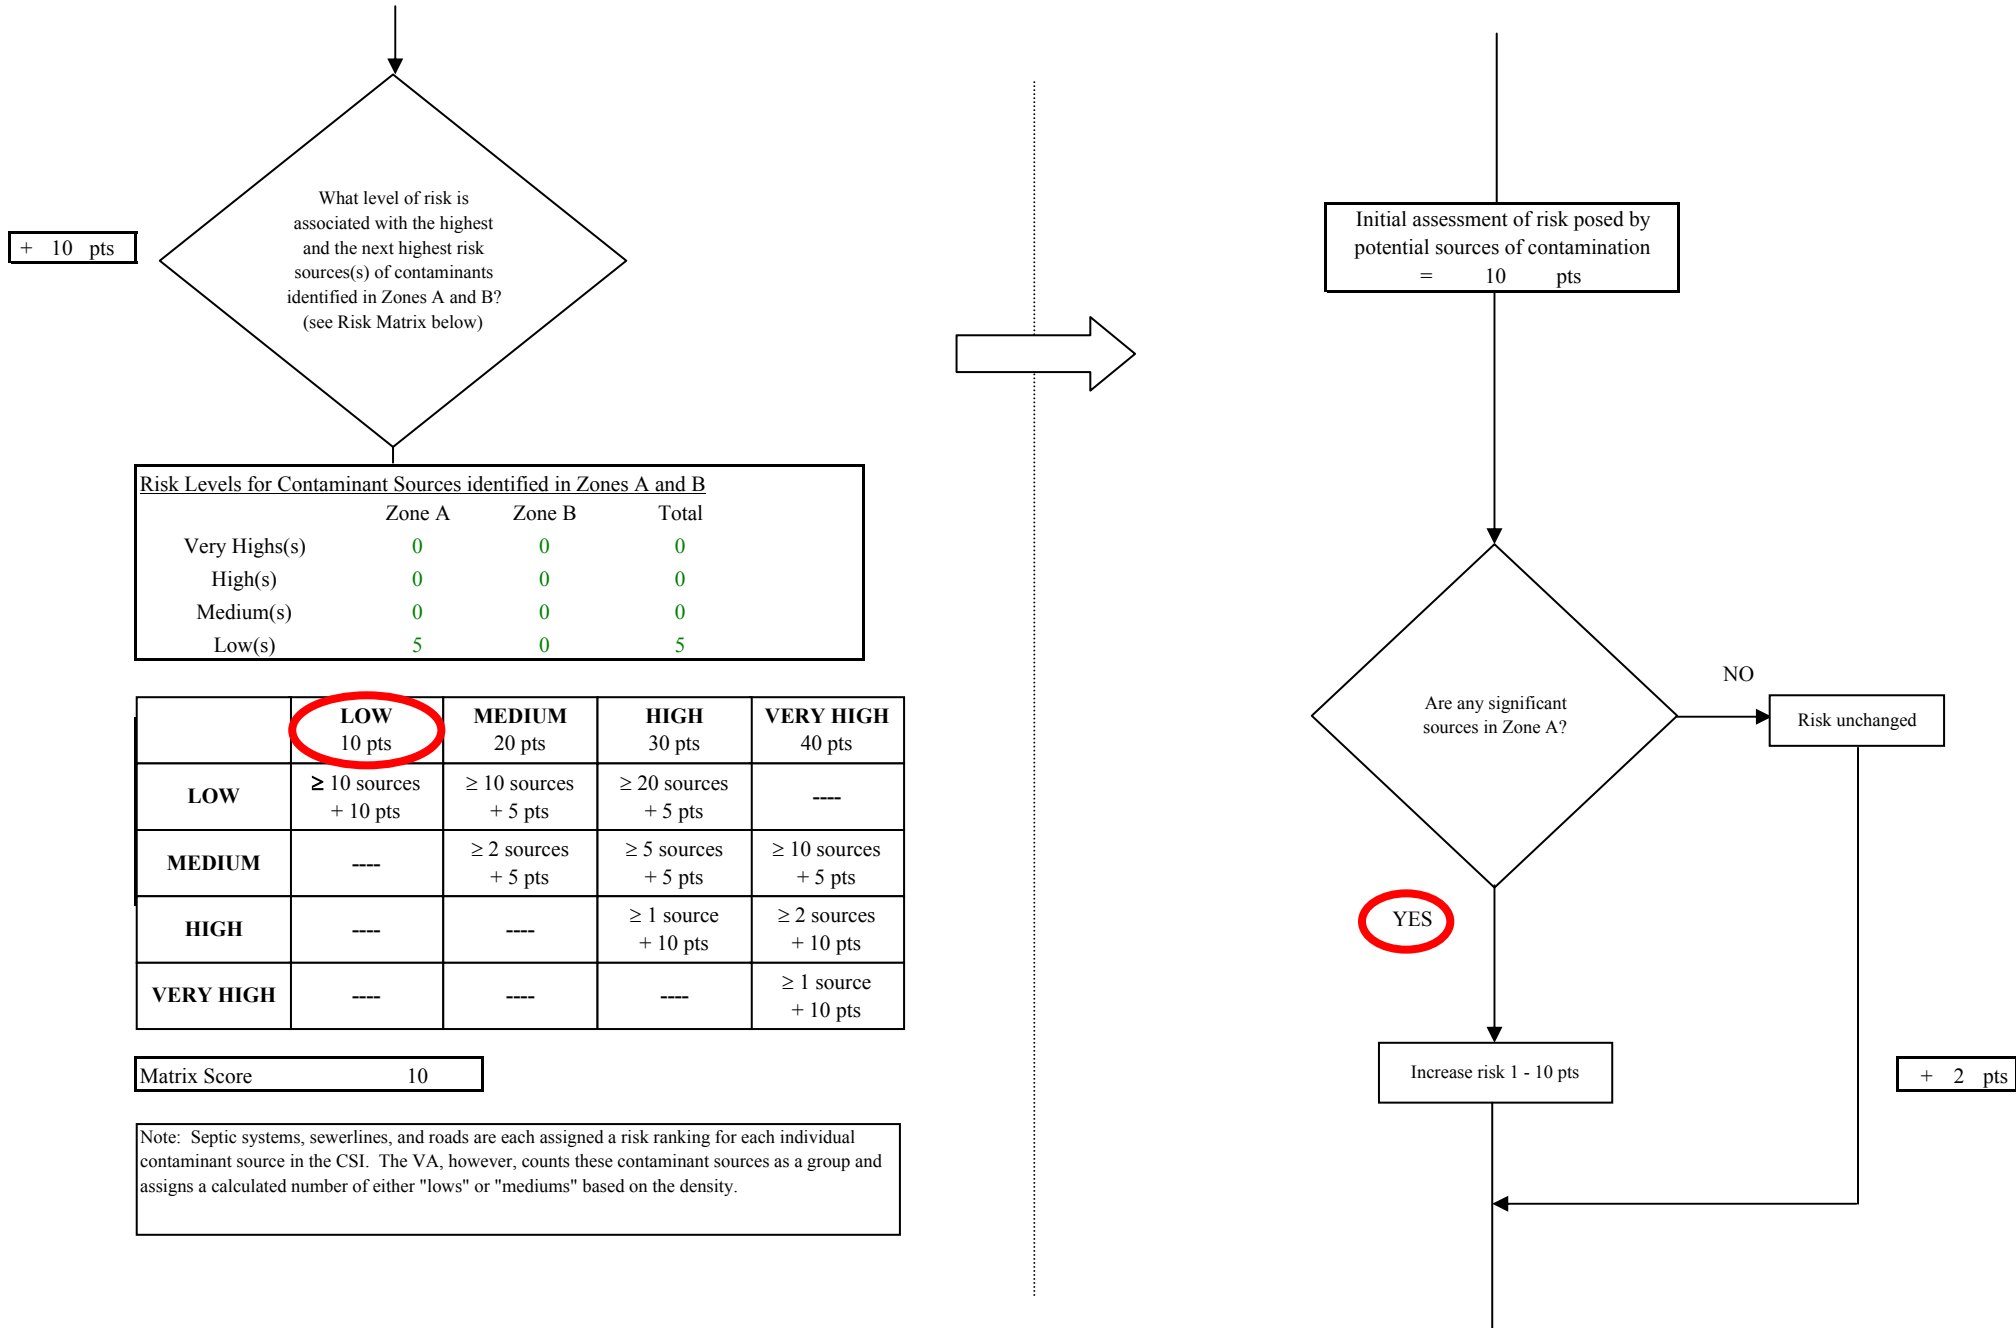 + 10 pts
What level of risk is
associated with the highest
and the next highest risk
sources(s) of contaminants
identified in Zones A and B?
(see Risk Matrix below)
Risk Levels for Contaminant Sources identified in Zones A and B
Zone A Zone B Total
Very Highs(s) 0 0 0
High(s) 0 0 0
Medium(s) 0 0 0
Low(s) 5 0 5
LOW MEDIUM HIGH VERY HIGH
10 pts 20 pts 30 pts 40 pts
LOW ≥ 10 sources ≥ 10 sources ≥ 20 sources ----
+ 10 pts + 5 pts + 5 pts
MEDIUM ---- ≥ 2 sources ≥ 5 sources ≥ 10 sources
+ 5 pts + 5 pts + 5 pts
HIGH ---- ---- ≥ 1 source ≥ 2 sources
+ 10 pts + 10 pts
VERY HIGH ---- ---- ---- ≥ 1 source
+ 10 pts
Matrix Score 10
Note: Septic systems, sewerlines, and roads are each assigned a risk ranking for each individual
contaminant source in the CSI. The VA, however, counts these contaminant sources as a group and
assigns a calculated number of either "lows" or "mediums" based on the density.
Initial assessment of risk posed by
potential sources of contamination
= 10 pts
Are any significant
sources in Zone A?
NO
Risk unchanged
YES
Increase risk 1 - 10 pts
+ 2 pts